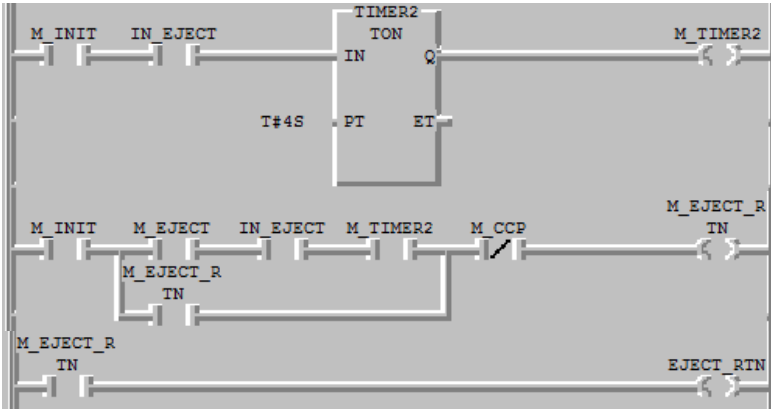 TIMER2
M_INIT IN_EJECT TON M_TIMER2
IN Q
T#4S PT ET
M_EJECT_R
M_INIT M_EJECT IN_EJECT M_TIMER2 M_CCP TN
M_EJECT_R
TN
M_EJECT_R
TN EJECT_RTN